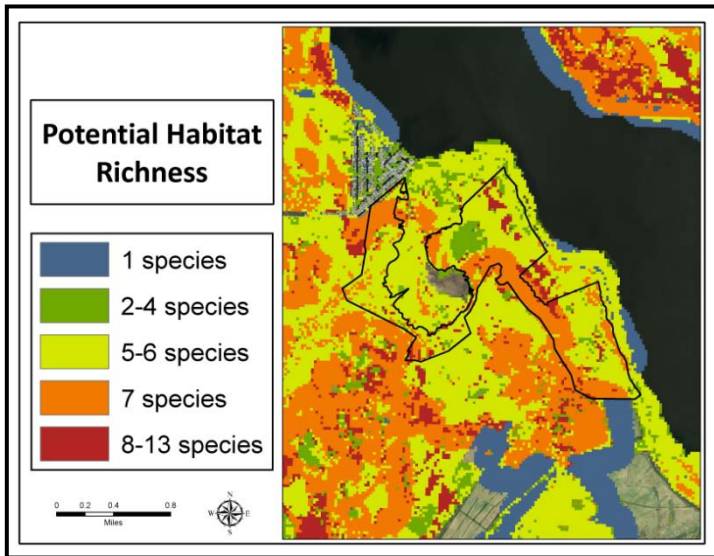 Potential Habitat
Richness
1 species
2-4 species
5-6 species
7 species
8-13 species
0 0.2 0.4 0.8
Miles
N
W E
S